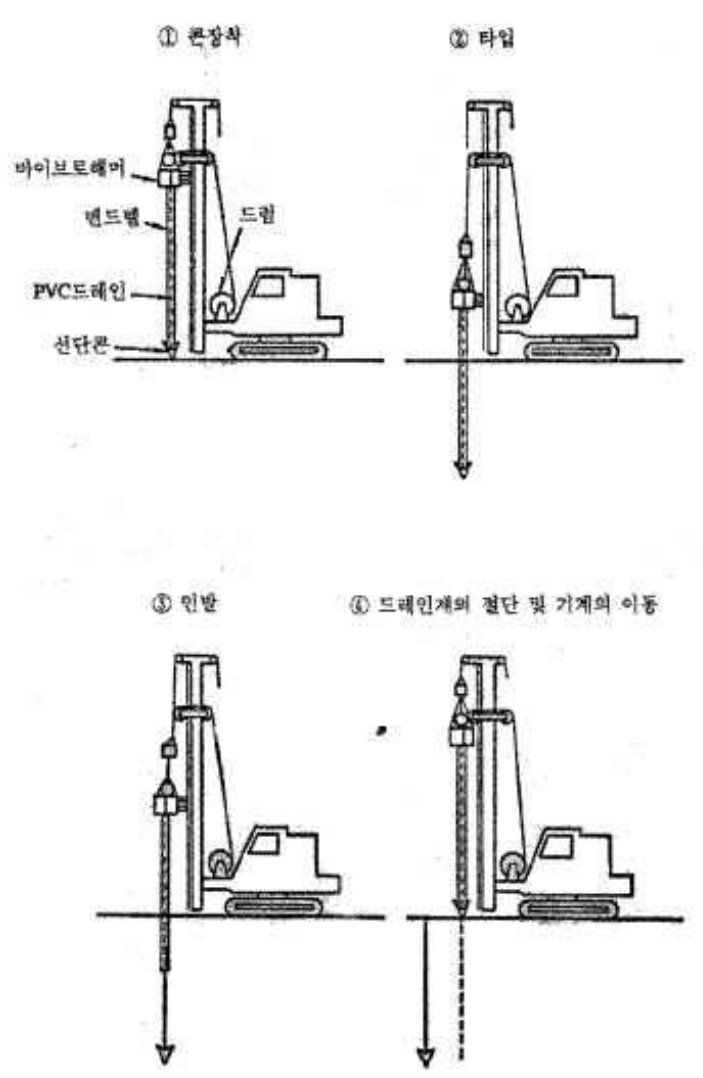 ① 콘장착
② 타입
바이브로해머
맨드렐
드럼
PVC드레인
선단콘
③ 인발
④ 드레인재의 절단 및 기계의 이동